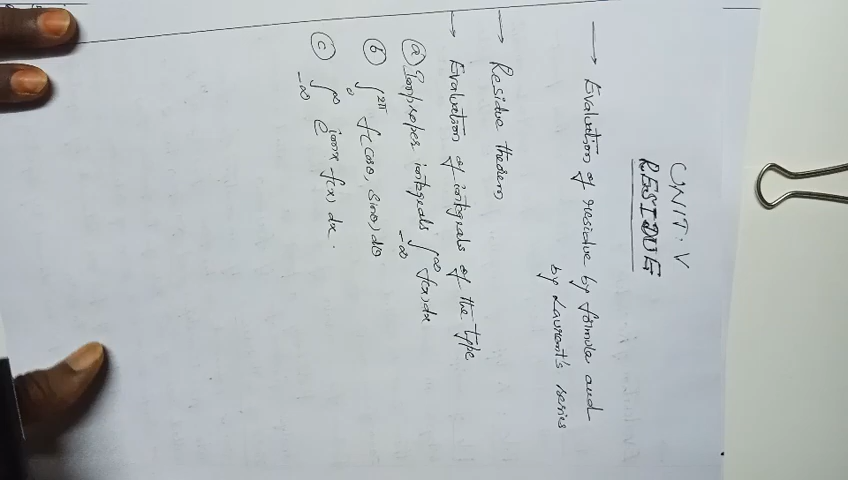 UNIT: V
RESIDUE
→ Evaluation of residue by formula and
by Laurent's series
→ Residue theorem
→ Evaluation of integrals of the type
ⓐ Improper integrals ∫_{-∞}^{∞} f(x) dx
ⓑ ∫_{0}^{2π} f(cosθ, sinθ) dθ
ⓒ ∫_{-∞}^{∞} e^{imx} f(x) dx.